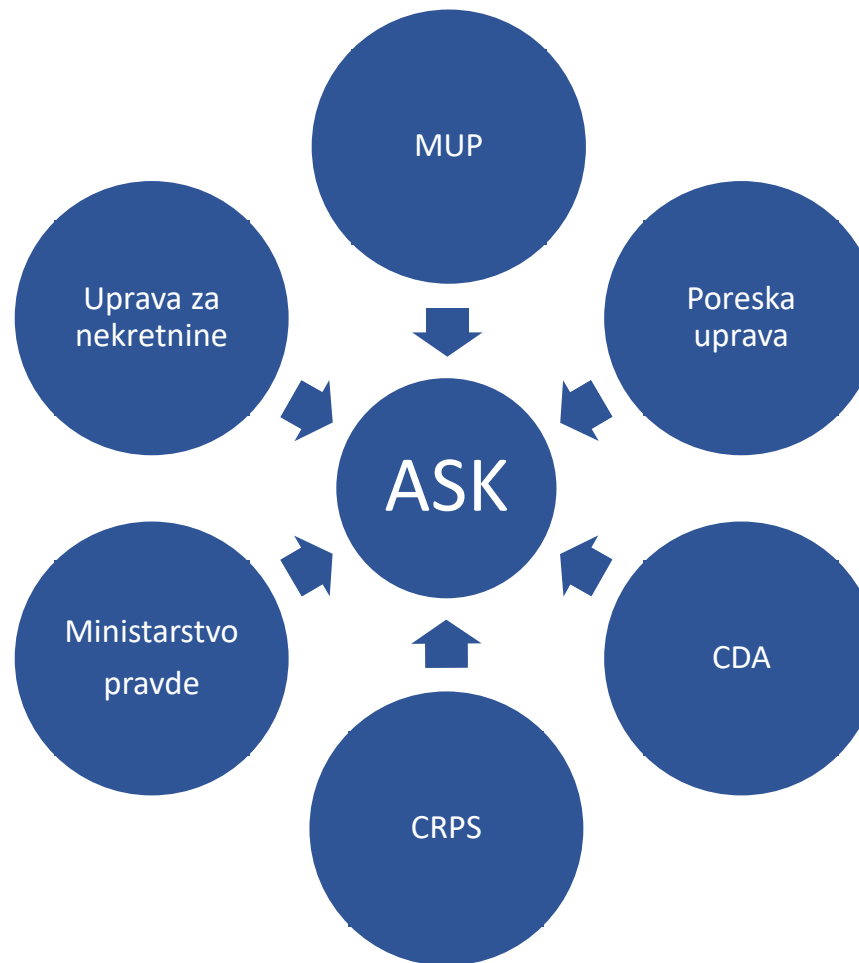 MUP
Uprava za
nekretnine
Poreska
uprava
ASK
Ministarstvo
pravde
CDA
CRPS